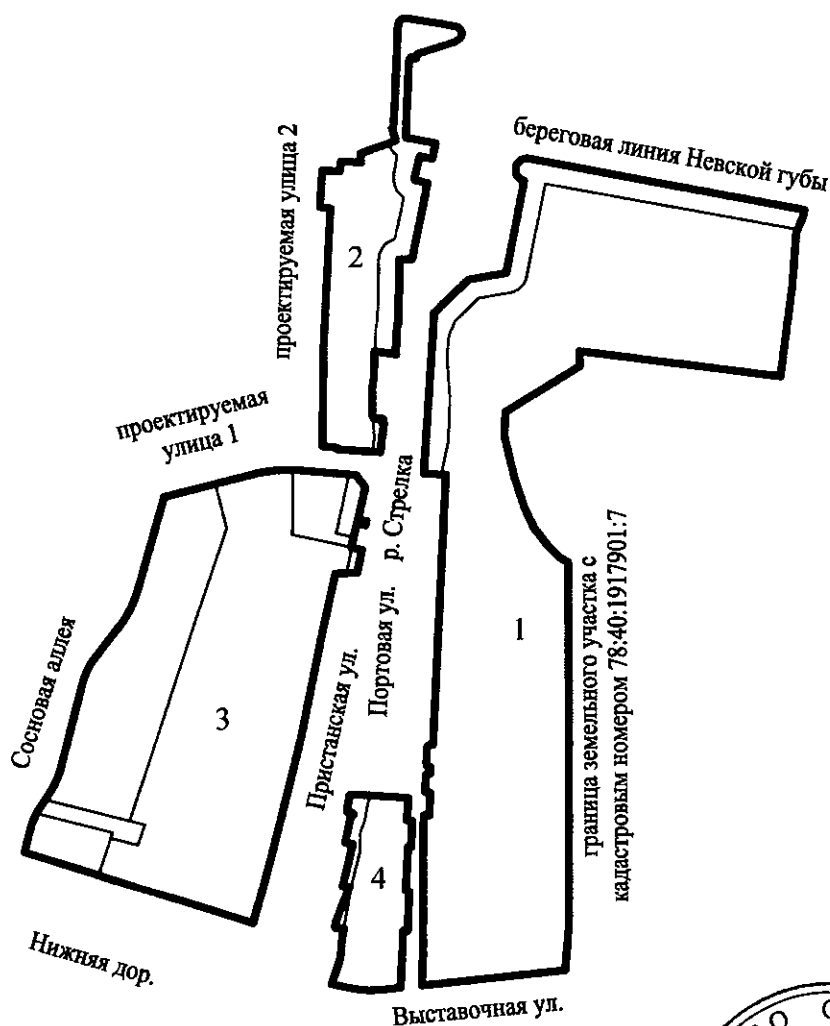 береговая линия Невской губы
проектируемая улица 2
2
проектируемая
улица 1
р. Стрелка
Портовая ул.
1
граница земельного участка с
кадастровым номером 78:40:1917901:7
Сосновая аллея
3
Пристанская ул.
4
Нижняя дор.
Выставочная ул.